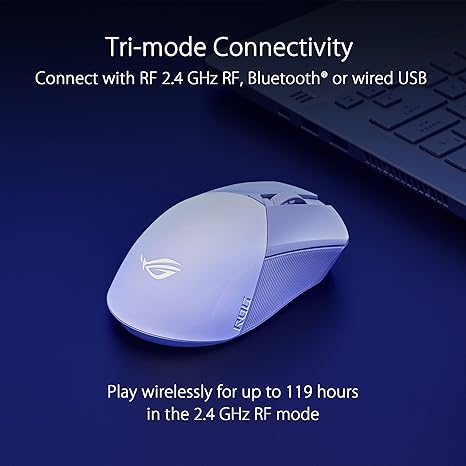 Tri-mode Connectivity
Connect with RF 2.4 GHz RF, Bluetooth® or wired USB
ROG
Play wirelessly for up to 119 hours
in the 2.4 GHz RF mode